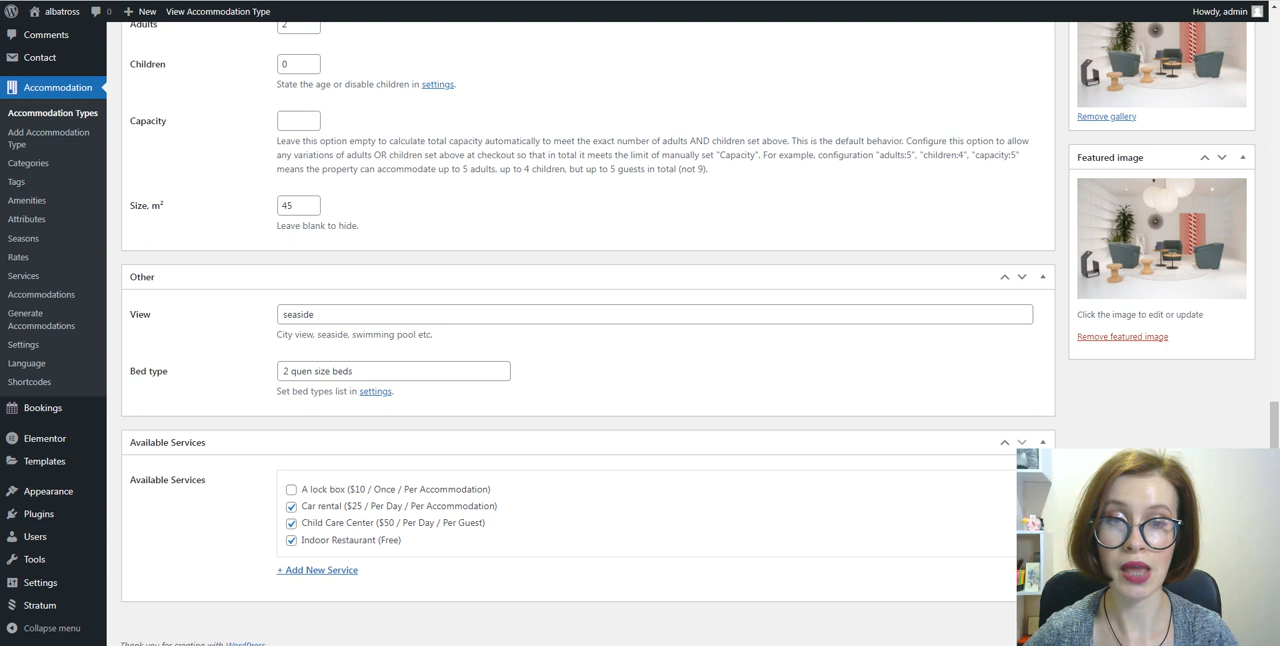 albatross
0
New
View Accommodation Type
Howdy, admin
Comments
Contact
Accommodation
Accommodation Types
Add Accommodation
Type
Categories
Tags
Amenities
Attributes
Seasons
Rates
Services
Accommodations
Generate
Accommodations
Settings
Language
Shortcodes
Bookings
Elementor
Templates
Appearance
Plugins
Users
Tools
Settings
Stratum
Collapse menu
Adults
2
Children
0
State the age or disable children in settings.
Capacity
Leave this option empty to calculate total capacity automatically to meet the exact number of adults AND children set above. This is the default behavior. Configure this option to allow
any variations of adults OR children set above at checkout so that in total it meets the limit of manually set "Capacity". For example, configuration "adults:5", "children:4", "capacity:5"
means the property can accommodate up to 5 adults, up to 4 children, but up to 5 guests in total (not 9).
Size, m²
45
Leave blank to hide.
Other
View
seaside
City view, seaside, swimming pool etc.
Bed type
2 quen size beds
Set bed types list in settings.
Available Services
Available Services
A lock box ($10 / Once / Per Accommodation)
Car rental ($25 / Per Day / Per Accommodation)
Child Care Center ($50 / Per Day / Per Guest)
Indoor Restaurant (Free)
+ Add New Service
Thank you for creating with WordPress.
Remove gallery
Featured image
Click the image to edit or update
Remove featured image